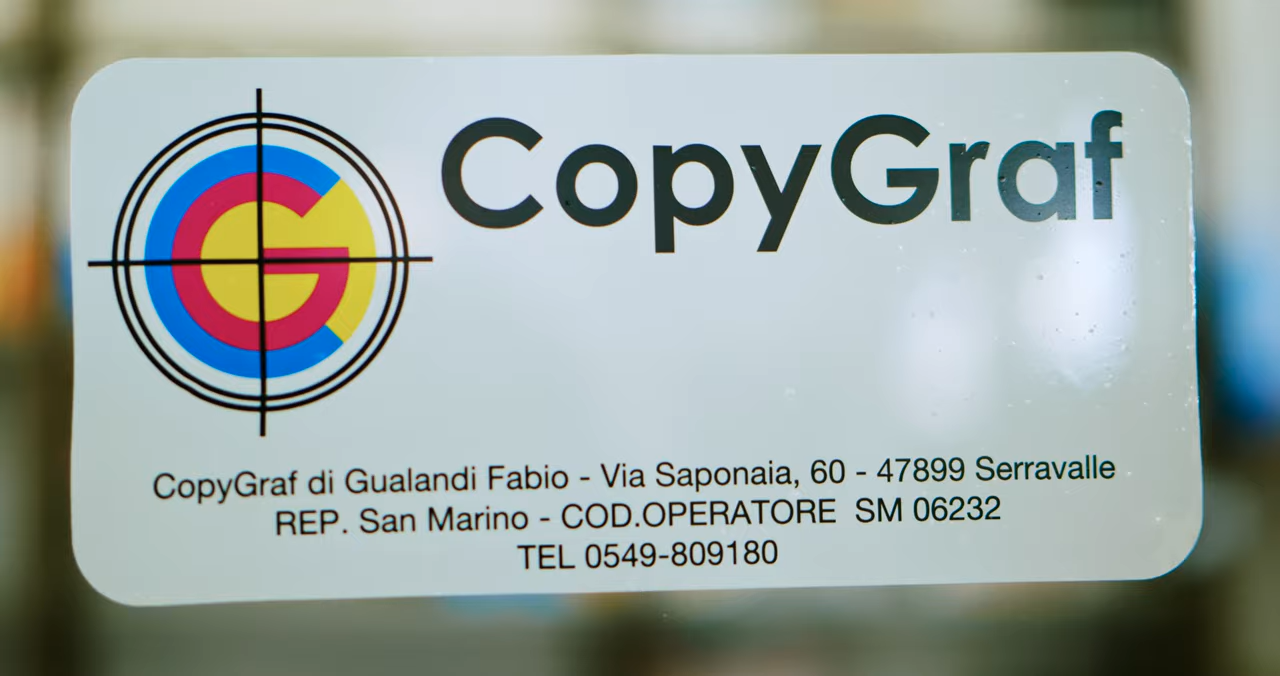 CopyGraf
CopyGraf di Gualandi Fabio - Via Saponaia, 60 - 47899 Serravalle
REP. San Marino - COD.OPERATORE SM 06232
TEL 0549-809180